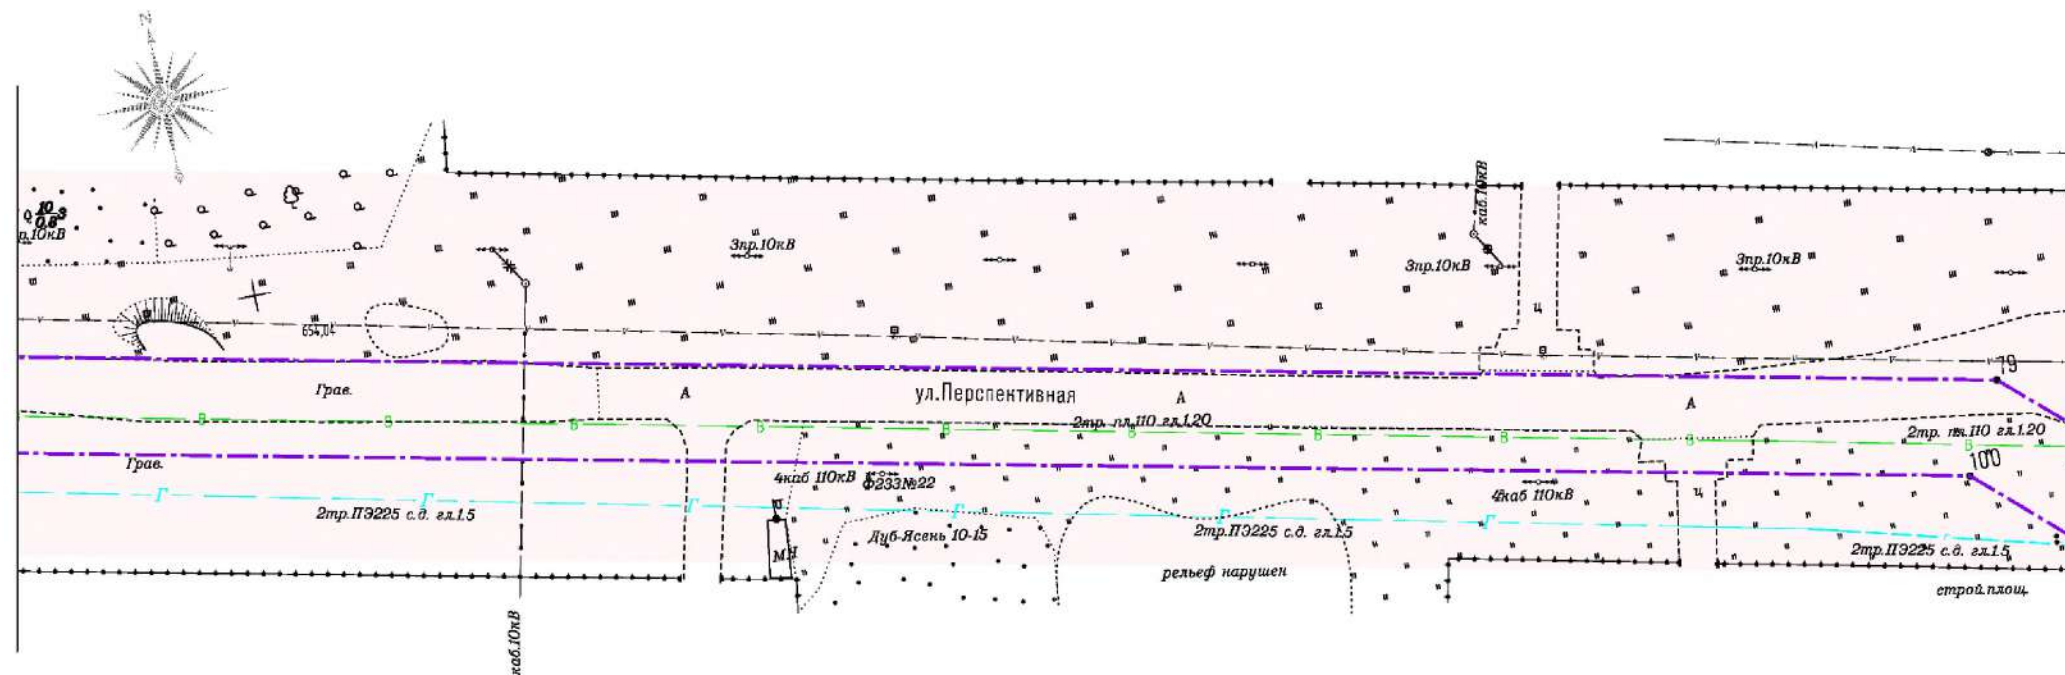 N
каб.10кВ
10
0.8
3
р.10кВ
3пр.10кВ
3пр.10кВ
3пр.10кВ
ц
654,04
79
Грав.
А
ул.Перспективная
А
А
2тр. пл.110 гл.1.20
2тр. пл.110 гл.1.20
В В В В В В В В В В
Грав.
4каб 110кВ
Ф233№22
4каб 110кВ
ц
100
Г Г Г Г Г Г
2тр.ПЭ225 с.д. гл.1.5
Дуб-Ясень 10-15
2тр.ПЭ225 с.д. гл.1.5
2тр.ПЭ225 с.д. гл.1.5
МН
рельеф нарушен
строй.площ.
каб.10кВ